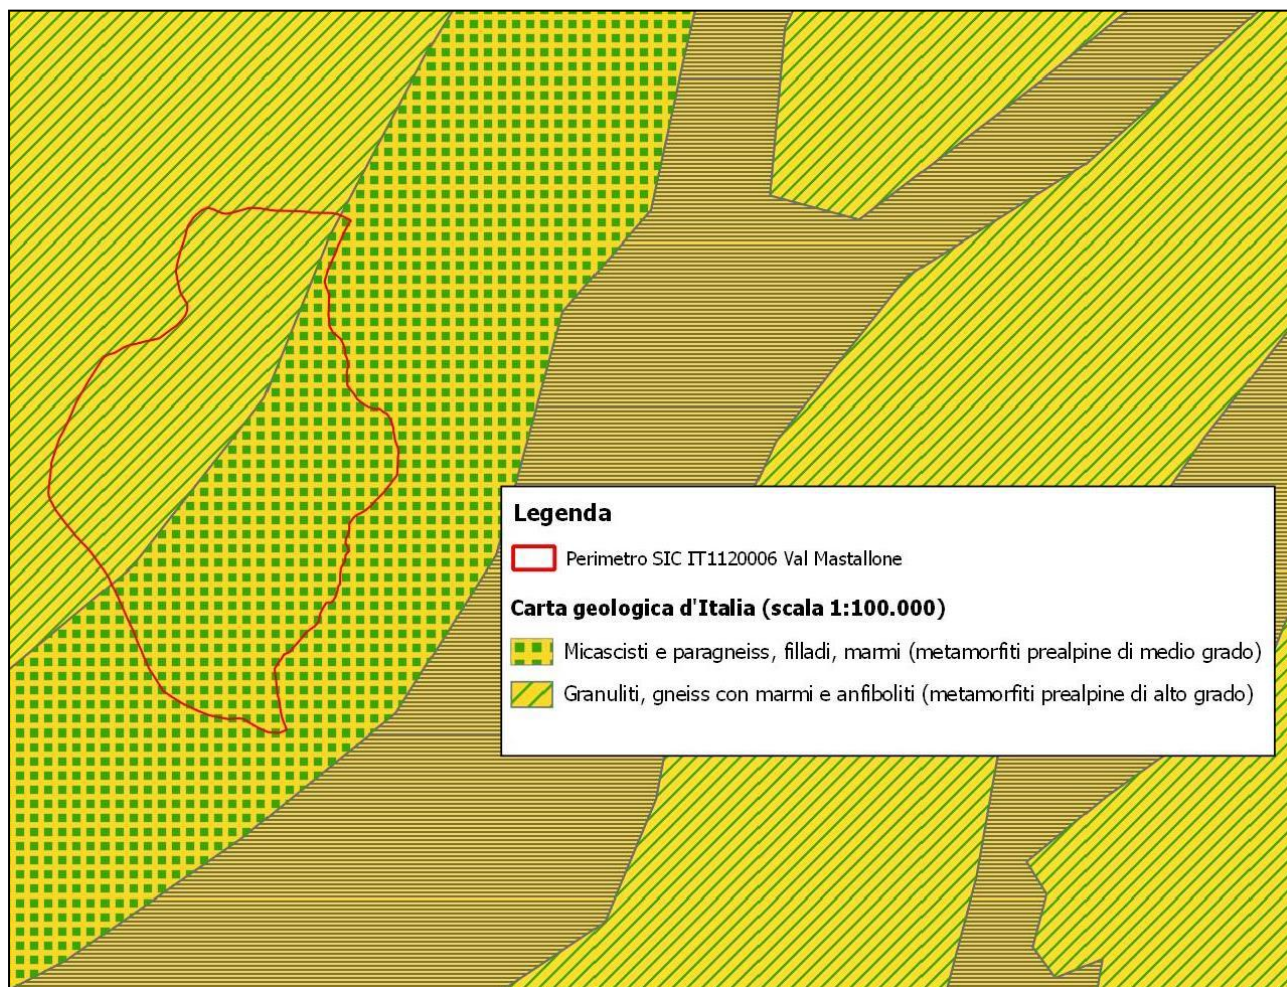 Legenda
Perimetro SIC IT1120006 Val Mastallone
Carta geologica d'Italia (scala 1:100.000)
Micascisti e paragneiss, filladi, marmi (metamorfiti prealpine di medio grado)
Granuliti, gneiss con marmi e anfiboliti (metamorfiti prealpine di alto grado)